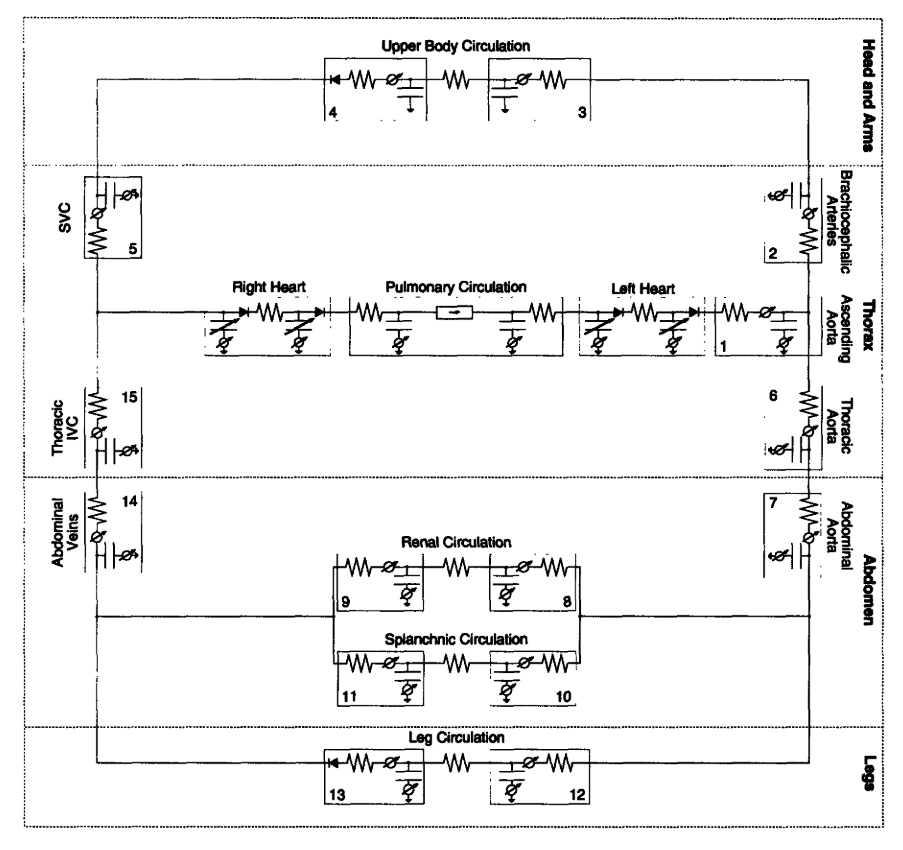 Upper Body Circulation
Head and Arms
4
3
SVC
5
Brachiocephalic
Arteries
2
Right Heart
Pulmonary Circulation
Left Heart
Ascending
Aorta
Thorax
1
Thoracic
IVC
15
6
Thoracic
Aorta
Abdominal
Veins
14
7
Abdominal
Aorta
Renal Circulation
Abdomen
9
8
Splanchnic Circulation
11
10
Leg Circulation
Legs
13
12